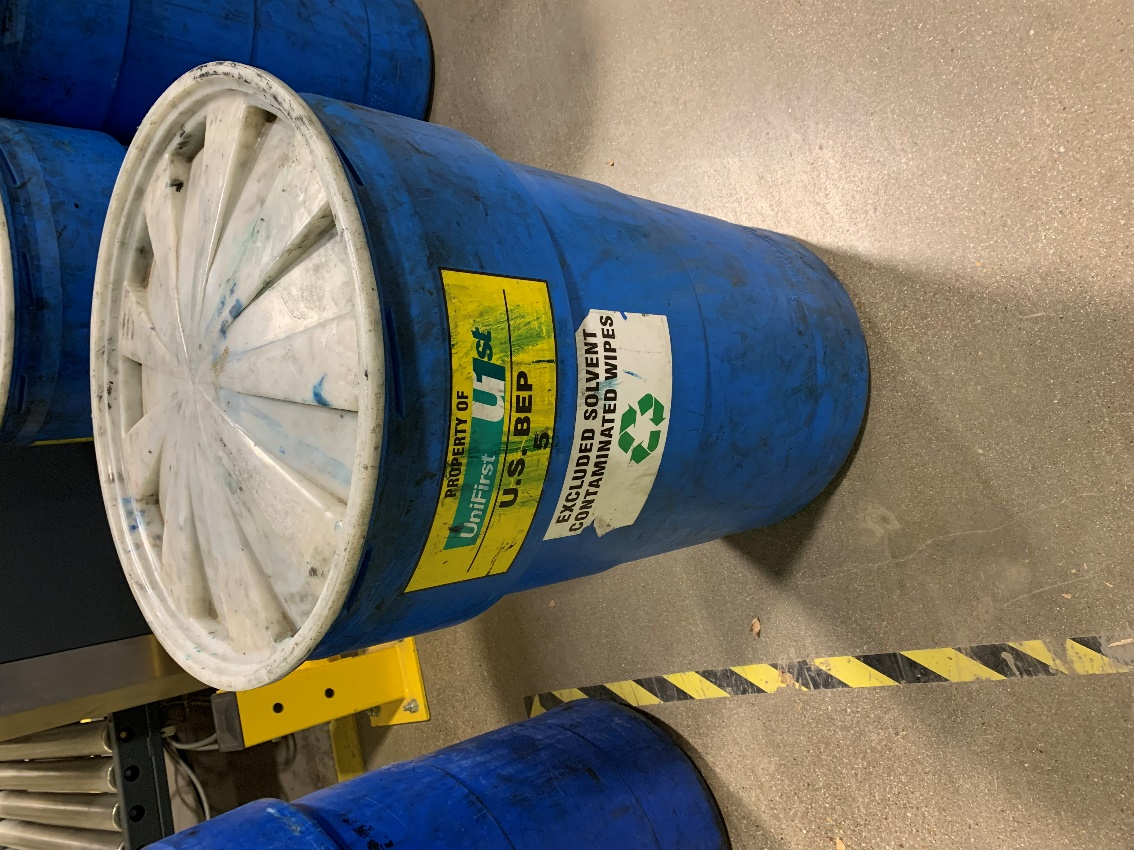 PROPERTY OF
UniFirst U1st
U.S. BEP
5
EXCLUDED SOLVENT
CONTAMINATED WIPES